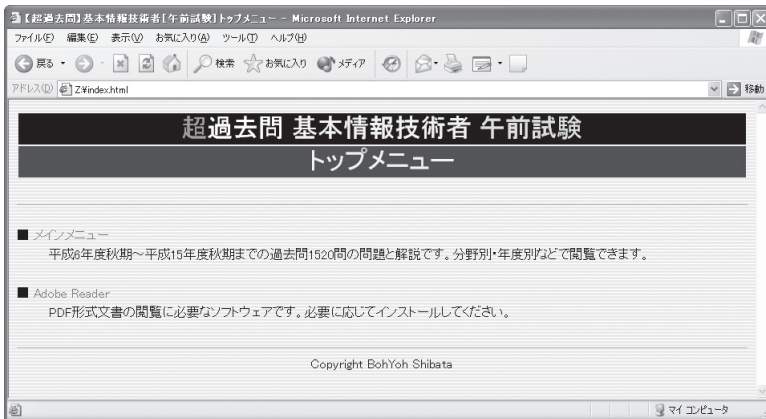 【超過去問】基本情報技術者[午前試験]トップメニュー - Microsoft Internet Explorer
ファイル(F) 編集(E) 表示(V) お気に入り(A) ツール(T) ヘルプ(H)
戻る 検索 お気に入り メディア
アドレス(D) Z:¥index.html 移動
超過去問 基本情報技術者 午前試験
トップメニュー
■ メインメニュー
平成6年度秋期~平成15年度秋期までの過去問1520問の問題と解説です。分野別・年度別などで閲覧できます。
■ Adobe Reader
PDF形式文書の閲覧に必要なソフトウェアです。必要に応じてインストールしてください。
Copyright BohYoh Shibata
マイ コンピュータ